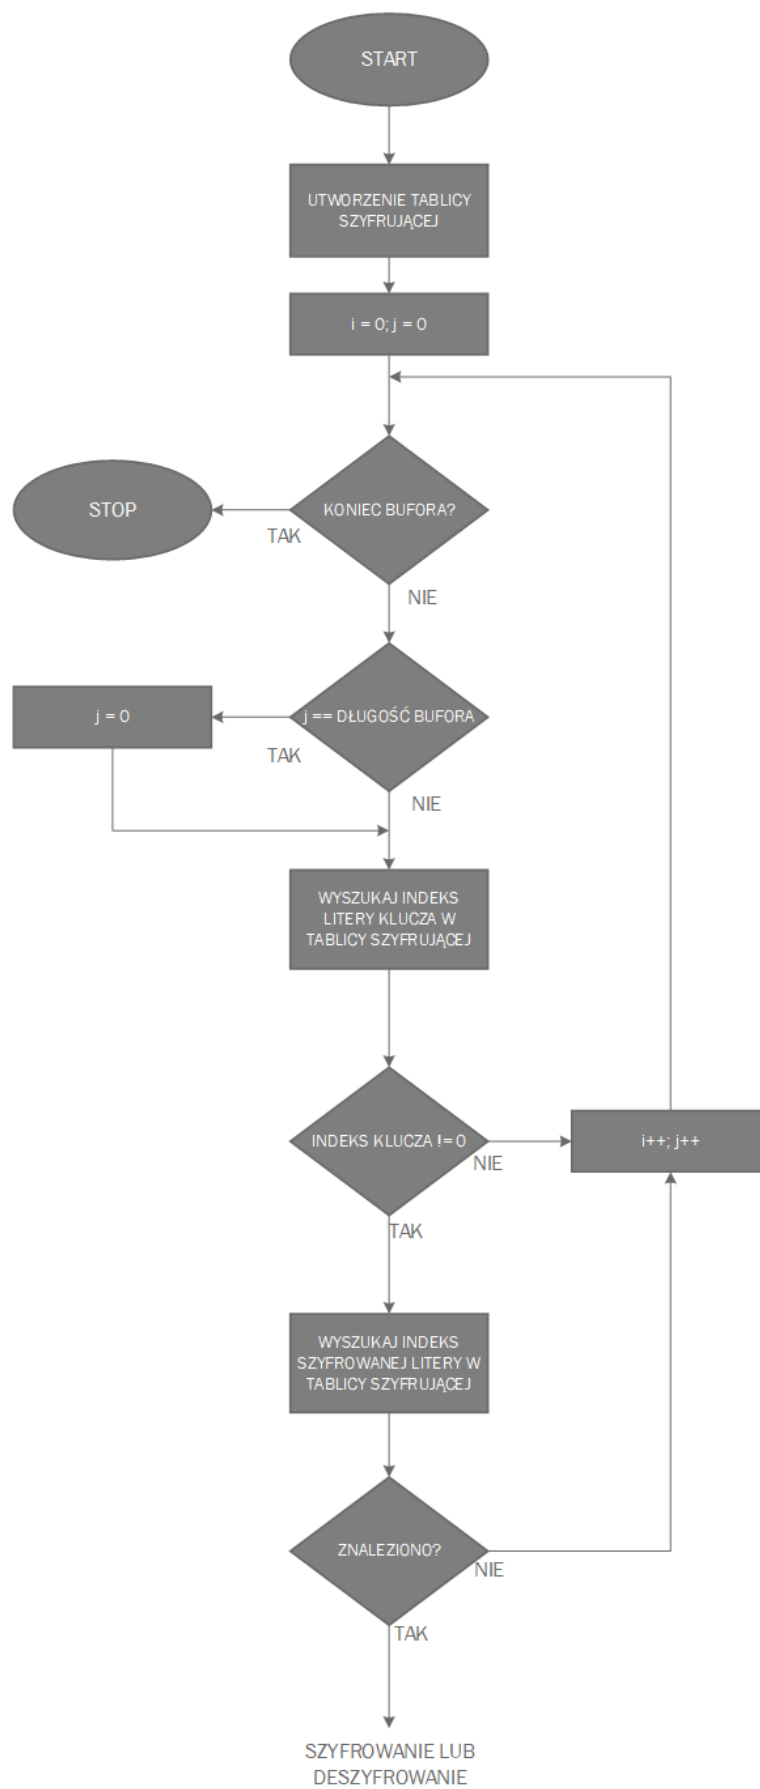 START
UTWORZENIE TABLICY
SZYFRUJĄCEJ
i = 0; j = 0
KONIEC BUFORA?
STOP
TAK
NIE
j == DŁUGOŚĆ BUFORA
j = 0
TAK
NIE
WYSZUKAJ INDEKS
LITERY KLUCZA W
TABLICY SZYFRUJĄCEJ
INDEKS KLUCZA != 0
NIE
i++; j++
TAK
WYSZUKAJ INDEKS
SZYFROWANEJ LITERY W
TABLICY SZYFRUJĄCEJ
ZNALEZIONO?
NIE
TAK
SZYFROWANIE LUB
DESZYFROWANIE